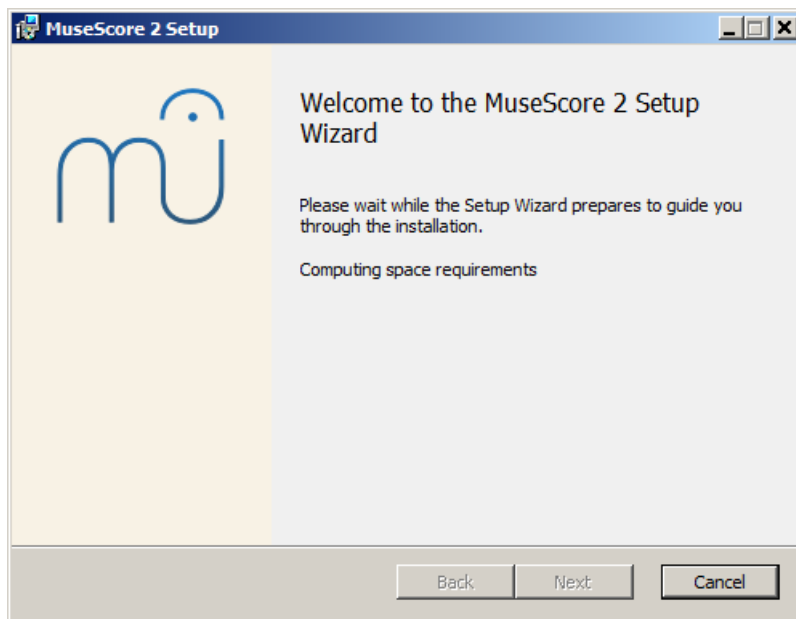 MuseScore 2 Setup
Welcome to the MuseScore 2 Setup
Wizard
Please wait while the Setup Wizard prepares to guide you
through the installation.
Computing space requirements
Back Next Cancel